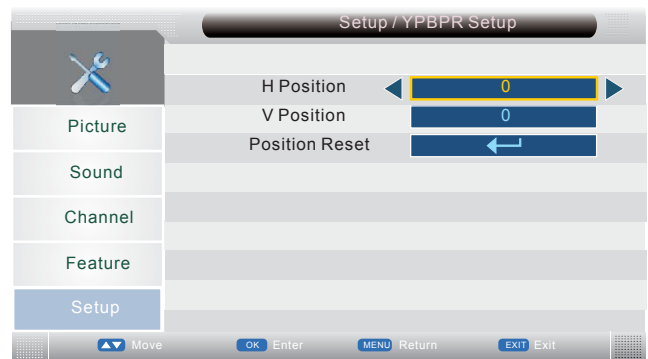 Setup / YPBPR Setup
H Position 0
V Position 0
Position Reset
Picture
Sound
Channel
Feature
Setup
Move OK Enter MENU Return EXIT Exit